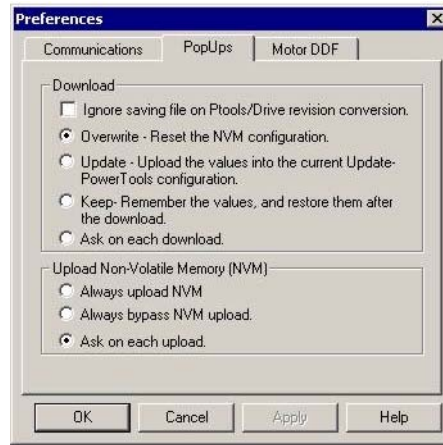 Preferences
Communications PopUps Motor DDF
Download
Ignore saving file on Ptools/Drive revision conversion.
Overwrite - Reset the NVM configuration.
Update - Upload the values into the current Update-
PowerTools configuration.
Keep- Remember the values, and restore them after
the download.
Ask on each download.
Upload Non-Volatile Memory (NVM)
Always upload NVM
Always bypass NVM upload.
Ask on each upload.
OK Cancel Apply Help